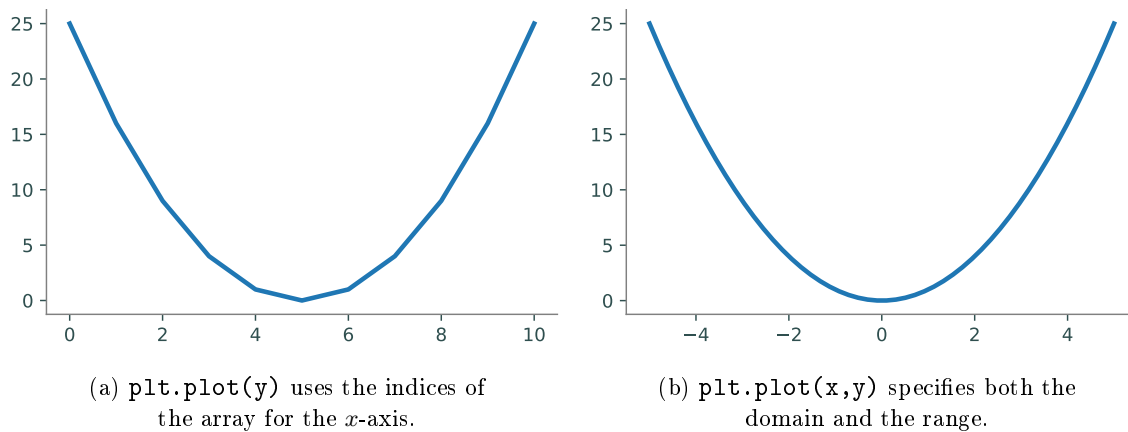 25
20
15
10
5
0
0 2 4 6 8 10
(a) plt.plot(y) uses the indices of
the array for the x-axis.
25
20
15
10
5
0
−4 −2 0 2 4
(b) plt.plot(x,y) specifies both the
domain and the range.